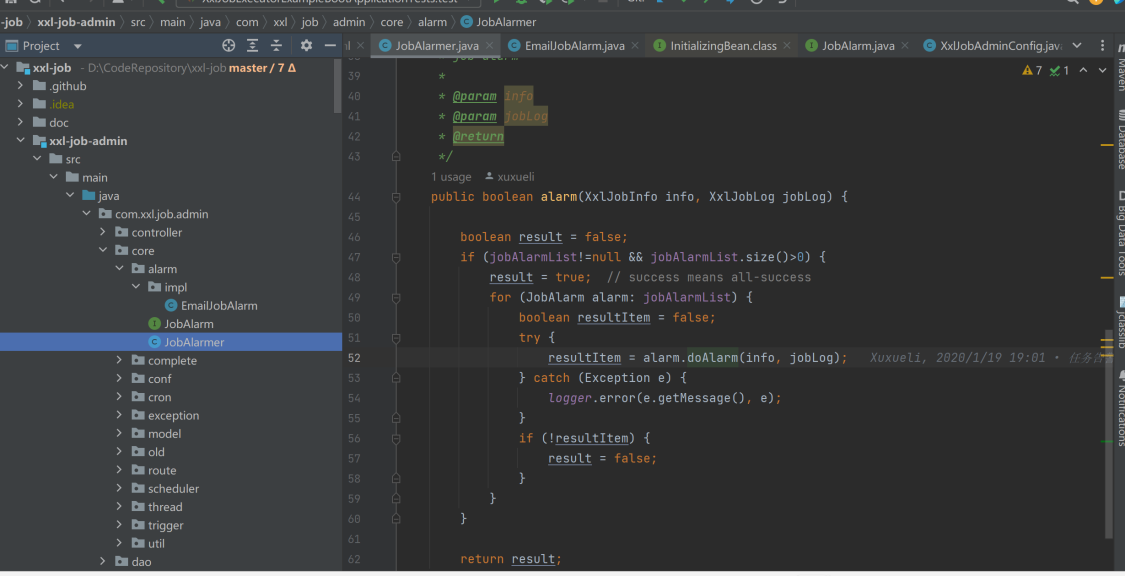 -job 〉 xxl-job-admin 〉 src 〉 main 〉 java 〉 com 〉 xxl 〉 job 〉 admin 〉 core 〉 alarm 〉 JobAlarmer
Project
JobAlarmer.java
EmailJobAlarm.java
InitializingBean.class
JobAlarm.java
XxlJobAdminConfig.java
xxl-job - D:\CodeRepository\xxl-job master / 7 Δ
.github
.idea
doc
xxl-job-admin
src
main
java
com.xxl.job.admin
controller
core
alarm
impl
EmailJobAlarm
JobAlarm
JobAlarmer
complete
conf
cron
exception
model
old
route
scheduler
thread
trigger
util
dao
7 1
38 * job alarm
39 *
40 * @param info
41 * @param jobLog
42 * @return
43 */
1 usage xuxueli
44 public boolean alarm(XxlJobInfo info, XxlJobLog jobLog) {
45
46 boolean result = false;
47 if (jobAlarmList!=null && jobAlarmList.size()>0) {
48 result = true; // success means all-success
49 for (JobAlarm alarm: jobAlarmList) {
50 boolean resultItem = false;
51 try {
52 resultItem = alarm.doAlarm(info, jobLog); Xuxueli, 2020/1/19 19:01 • 任务告
53 } catch (Exception e) {
54 logger.error(e.getMessage(), e);
55 }
56 if (!resultItem) {
57 result = false;
58 }
59 }
60 }
61
62 return result;
Maven
Database
Big Data Tools
jclasslib
Notifications